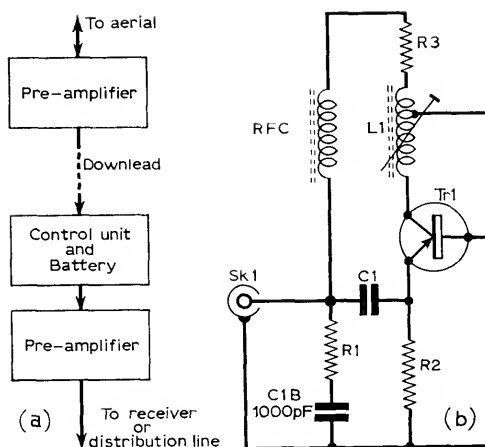 To aerial
Pre-amplifier
Downlead
Control unit
and
Battery
Pre-amplifier
(a)
To receiver
or
distribution line
R3
RFC
L1
Tr1
Sk1
C1
R1
R2
C1B
1000pF
(b)